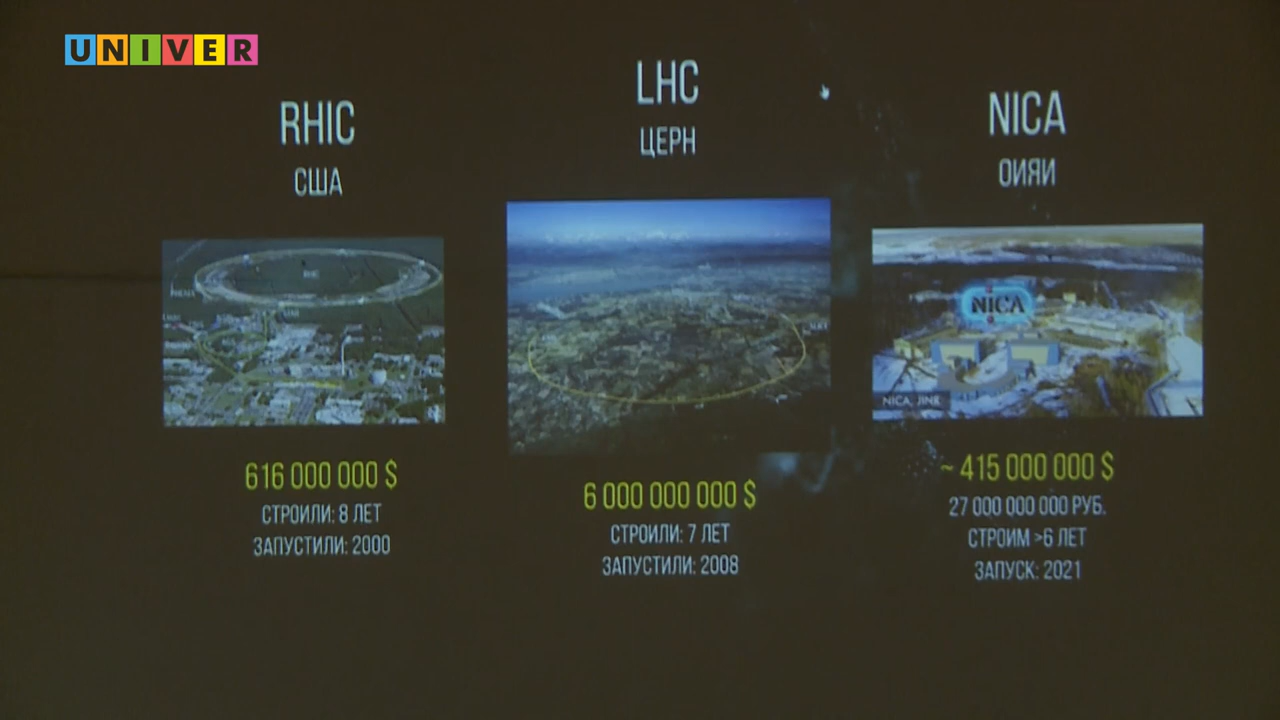 UNIVER
RHIC
США
616 000 000 $
СТРОИЛИ: 8 ЛЕТ
ЗАПУСТИЛИ: 2000
LHC
ЦЕРН
6 000 000 000 $
СТРОИЛИ: 7 ЛЕТ
ЗАПУСТИЛИ: 2008
NICA
ОИЯИ
NICA
NICA, JINR
~ 415 000 000 $
27 000 000 000 РУБ.
СТРОИМ >6 ЛЕТ
ЗАПУСК: 2021